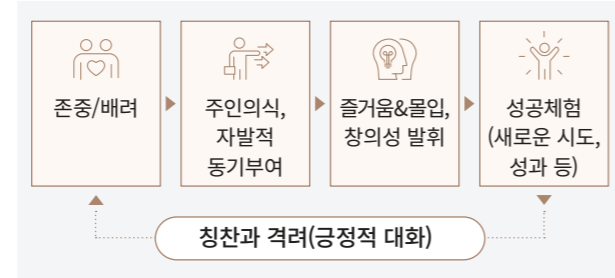 존중/배려
주인의식,
자발적
동기부여
즐거움&몰입,
창의성 발휘
성공체험
(새로운 시도,
성과 등)
칭찬과 격려(긍정적 대화)